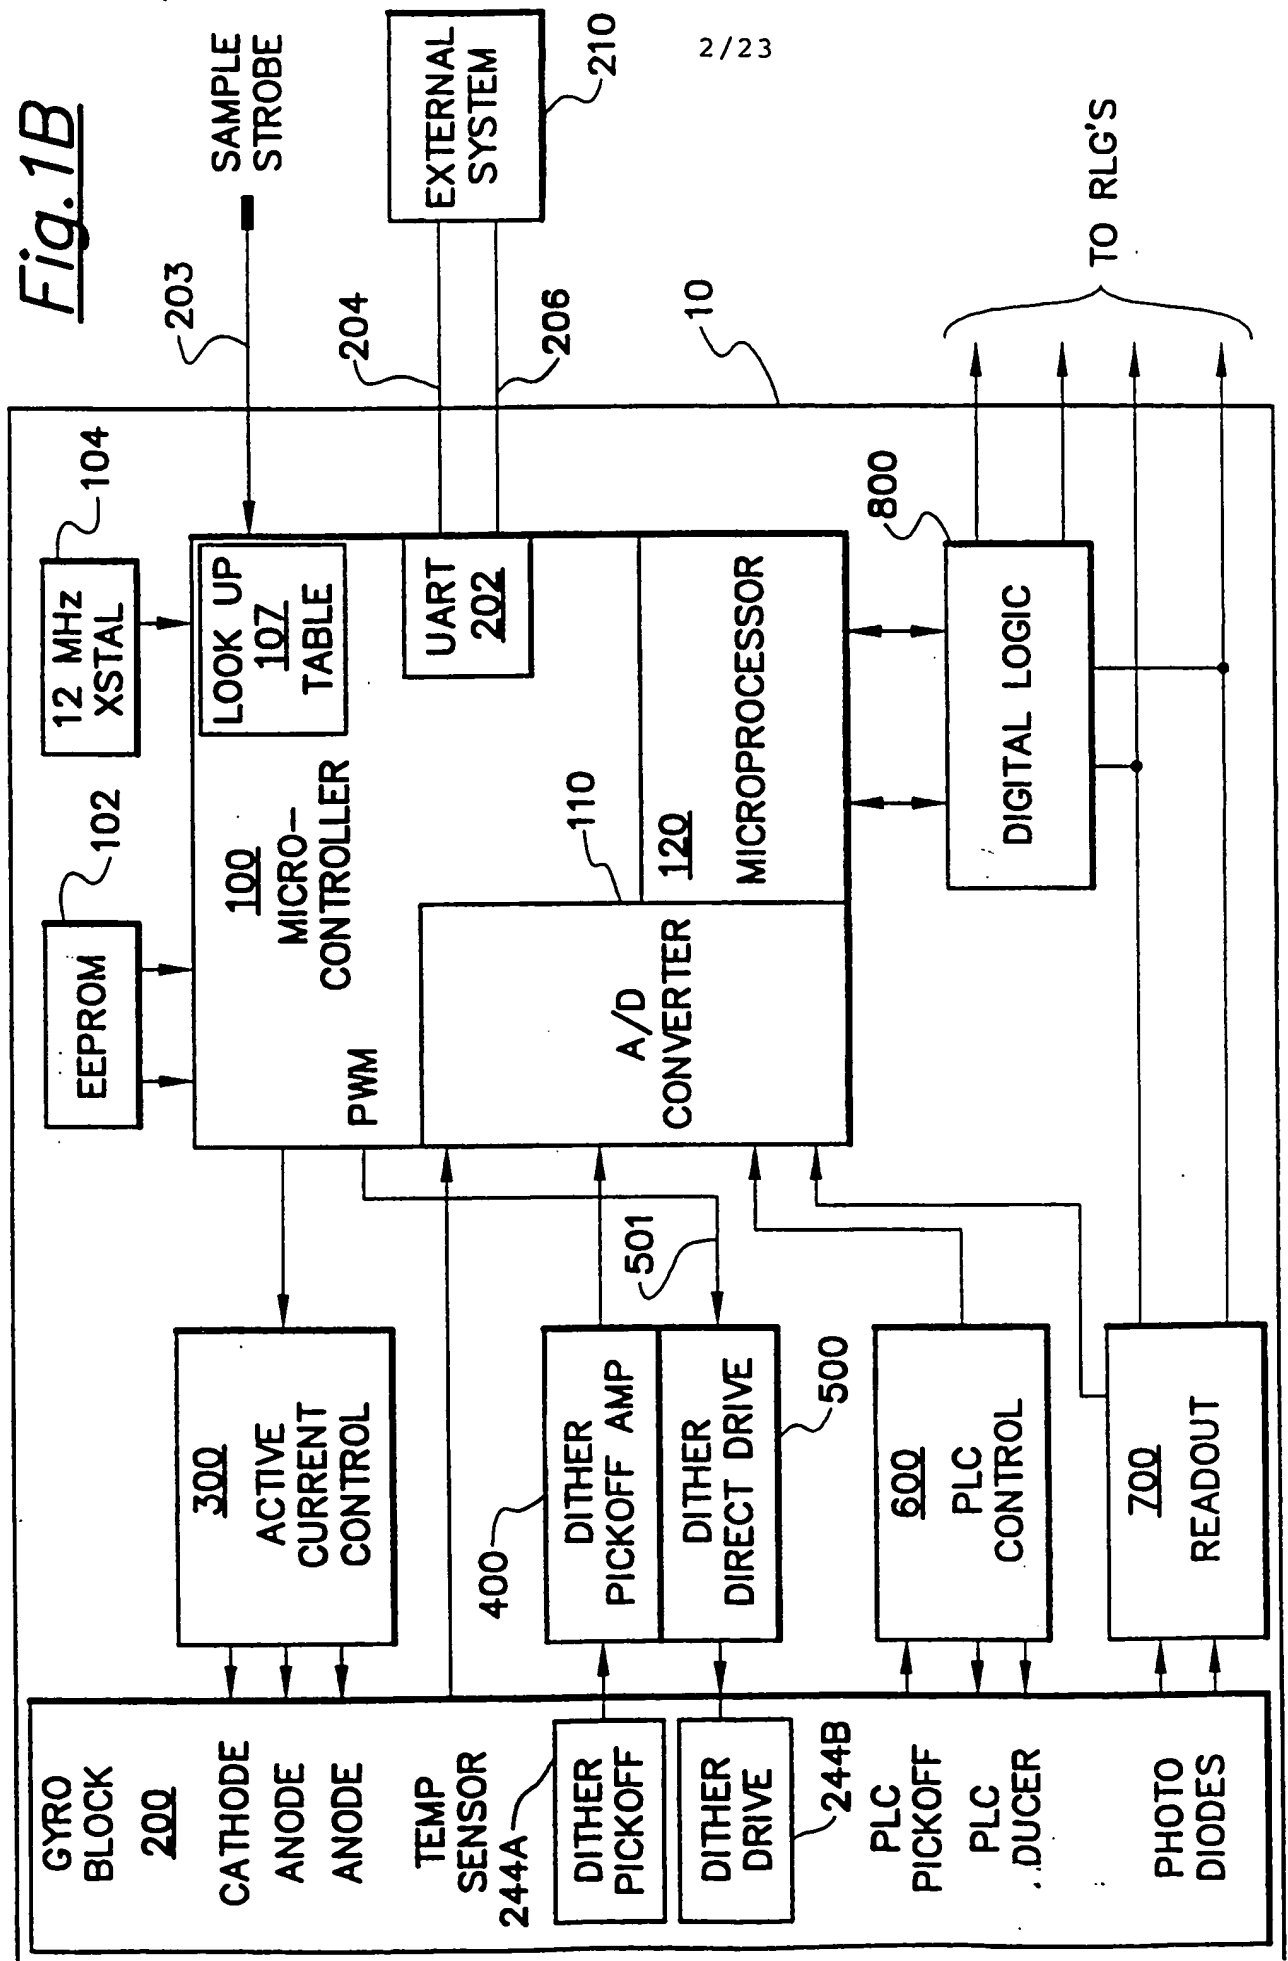 2/23
Fig. 1B
SAMPLE
STROBE
203
EXTERNAL
SYSTEM
210
204
206
10
104
12 MHz
XSTAL
102
EEPROM
LOOK UP
107
TABLE
UART
202
100
MICRO-
CONTROLLER
PWM
110
A/D
CONVERTER
120
MICROPROCESSOR
800
DIGITAL LOGIC
TO RLG'S
300
ACTIVE
CURRENT
CONTROL
400
DITHER
PICKOFF AMP
DITHER
DIRECT DRIVE
501
500
600
PLC
CONTROL
700
READOUT
GYRO
BLOCK
200
CATHODE
ANODE
ANODE
TEMP
SENSOR
244A
DITHER
PICKOFF
DITHER
DRIVE
244B
PLC
PICKOFF
PLC
DUCER
PHOTO
DIODES